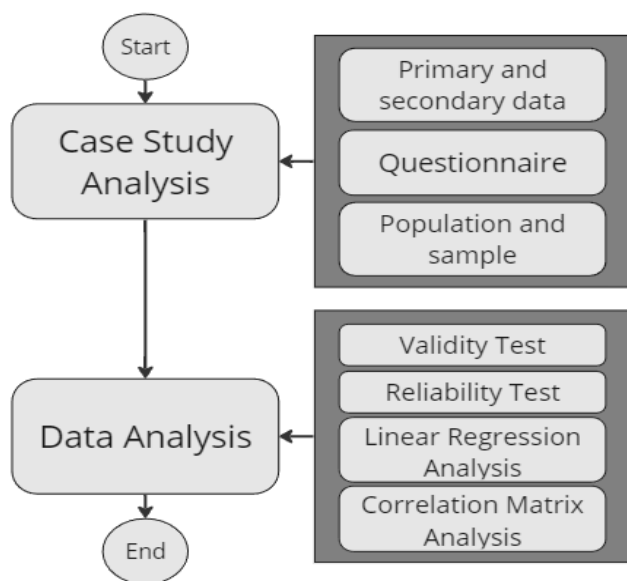 Start
Case Study
Analysis
Primary and
secondary data
Questionnaire
Population and
sample
Data Analysis
Validity Test
Reliability Test
Linear Regression
Analysis
Correlation Matrix
Analysis
End